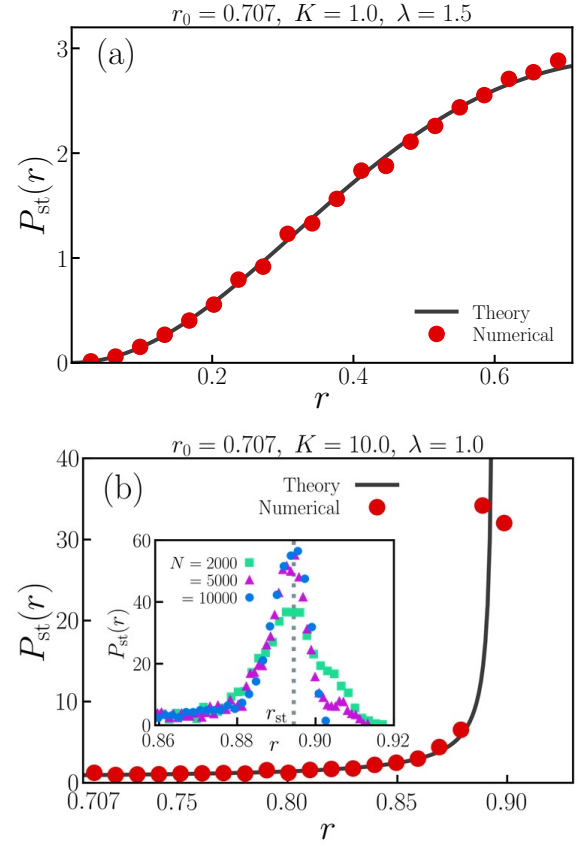 r₀ = 0.707, K = 1.0, λ = 1.5
(a)
3
2
1
0
P_st(r)
Theory
Numerical
0.2 0.4 0.6
r
r₀ = 0.707, K = 10.0, λ = 1.0
(b)
40
30
20
10
0
P_st(r)
Theory
Numerical
60
40
20
0
P_st(r)
N = 2000
= 5000
= 10000
r_st
0.86 0.88 0.90 0.92
r
0.707 0.75 0.80 0.85 0.90
r